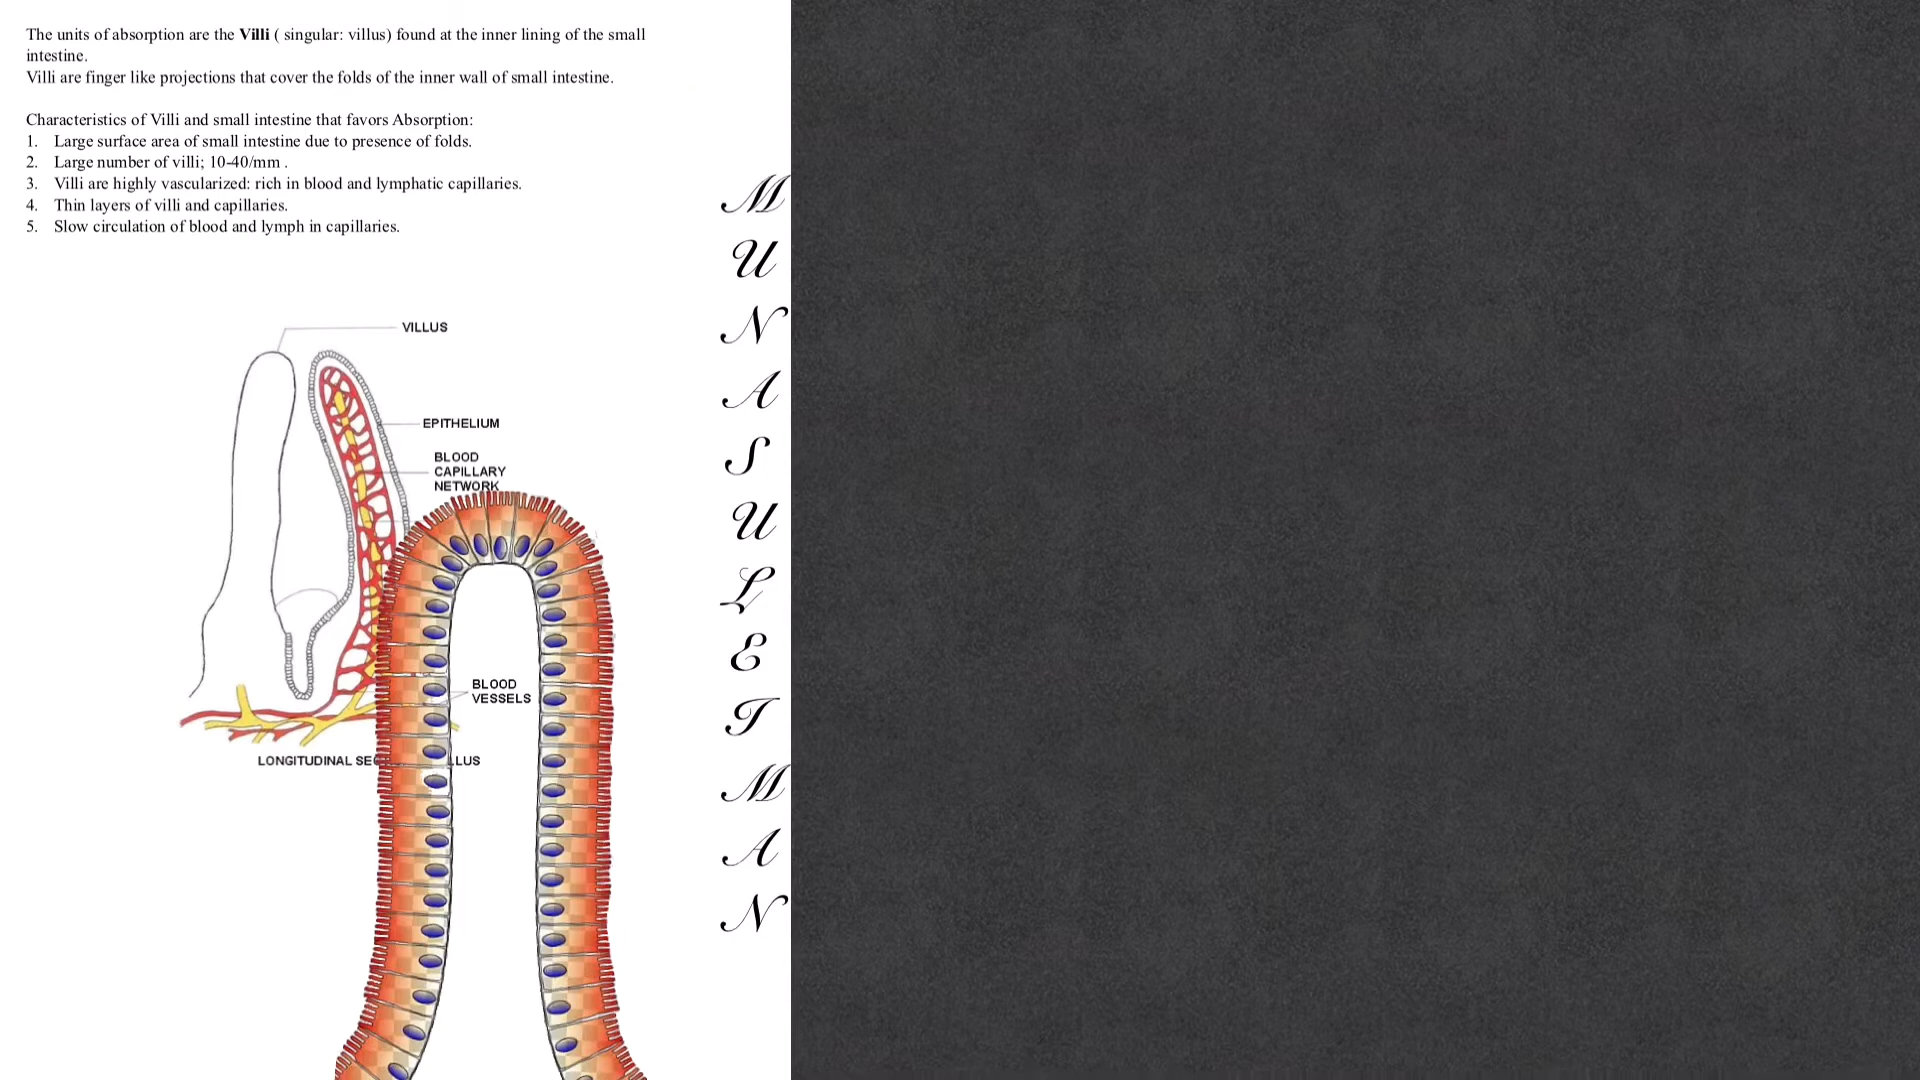 The units of absorption are the Villi ( singular: villus) found at the inner lining of the small
intestine.
Villi are finger like projections that cover the folds of the inner wall of small intestine.
Characteristics of Villi and small intestine that favors Absorption:
1. Large surface area of small intestine due to presence of folds.
2. Large number of villi; 10-40/mm .
3. Villi are highly vascularized: rich in blood and lymphatic capillaries.
4. Thin layers of villi and capillaries.
5. Slow circulation of blood and lymph in capillaries.
VILLUS
EPITHELIUM
BLOOD
CAPILLARY
NETWORK
BLOOD
VESSELS
LONGITUDINAL
M
U
N
A
S
U
L
E
T
M
A
N